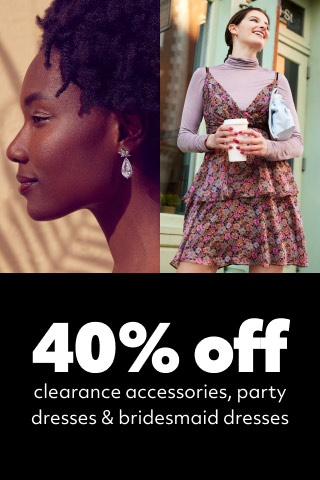 40% off
clearance accessories, party
dresses & bridesmaid dresses